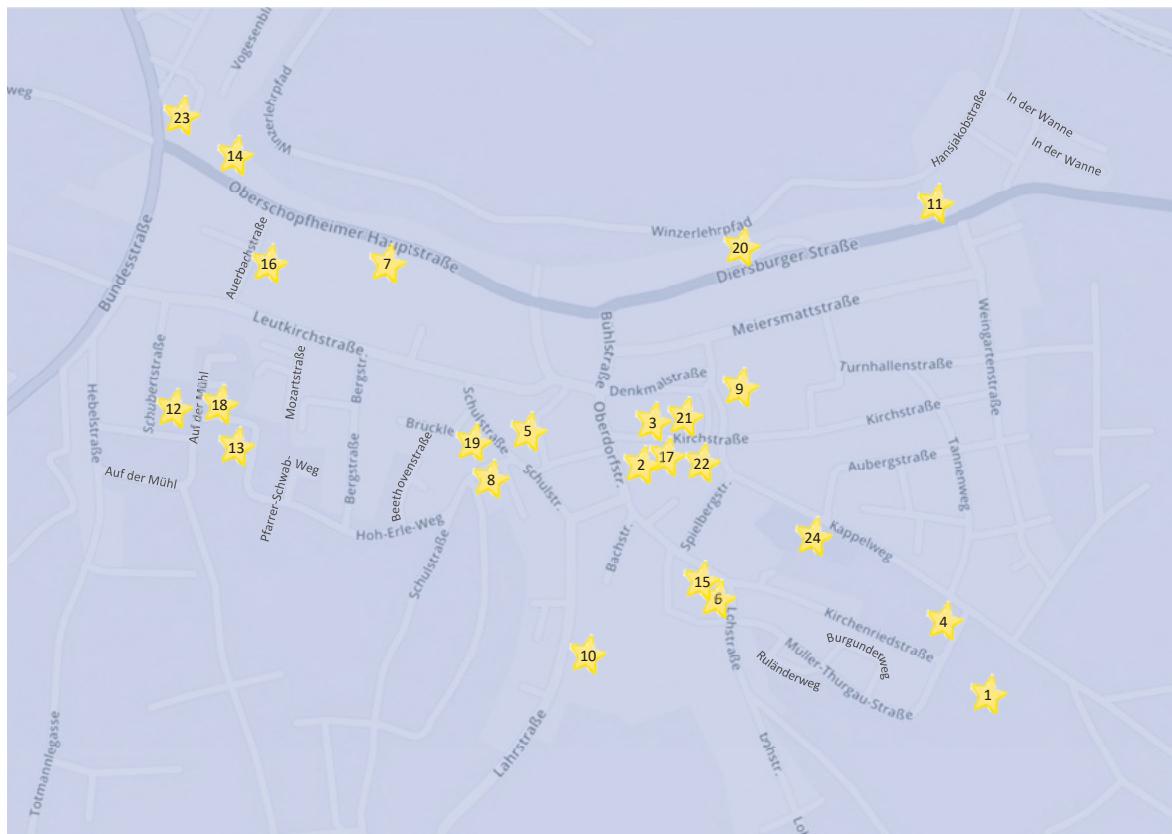 Vogesenbl
weg
In der Wanne
Hansjakobstraße
23
Winzerlehrpfad
14
In der Wanne
Oberschopfheimer Hauptstraße
11
Winzerlehrpfad
20
Diersburger Straße
Bundesstraße
Auerbachstraße
16
7
Leutkirchstraße
Bühlstraße
Meiersmattstraße
Weingartenstraße
Schubertstraße
Mozartstraße
Bergstr.
Turnhallenstraße
Hebelstraße
12
18
Auf der Mühl
Denkmalstraße
9
Schulstraße
Oberdorfstr.
3
21
Kirchstraße
13
Brückle
19
5
Kirchstraße
2
17
22
Auf der Mühl
Pfarrer-Schwab-
Weg
Bergstraße
Beethovenstraße
8
Schulstr.
Aubergstraße
Tannenweg
Hoh-Erle-Weg
Spielbergstr.
24
Kappelweg
Bachstr.
Schulstraße
15
6
Lohstraße
Kirchenriedstraße
4
10
Burgunderweg
Ruländerweg
Müller-Thurgau-Straße
1
Lahrstraße
Totmannlegasse
Lohstr.
Lo